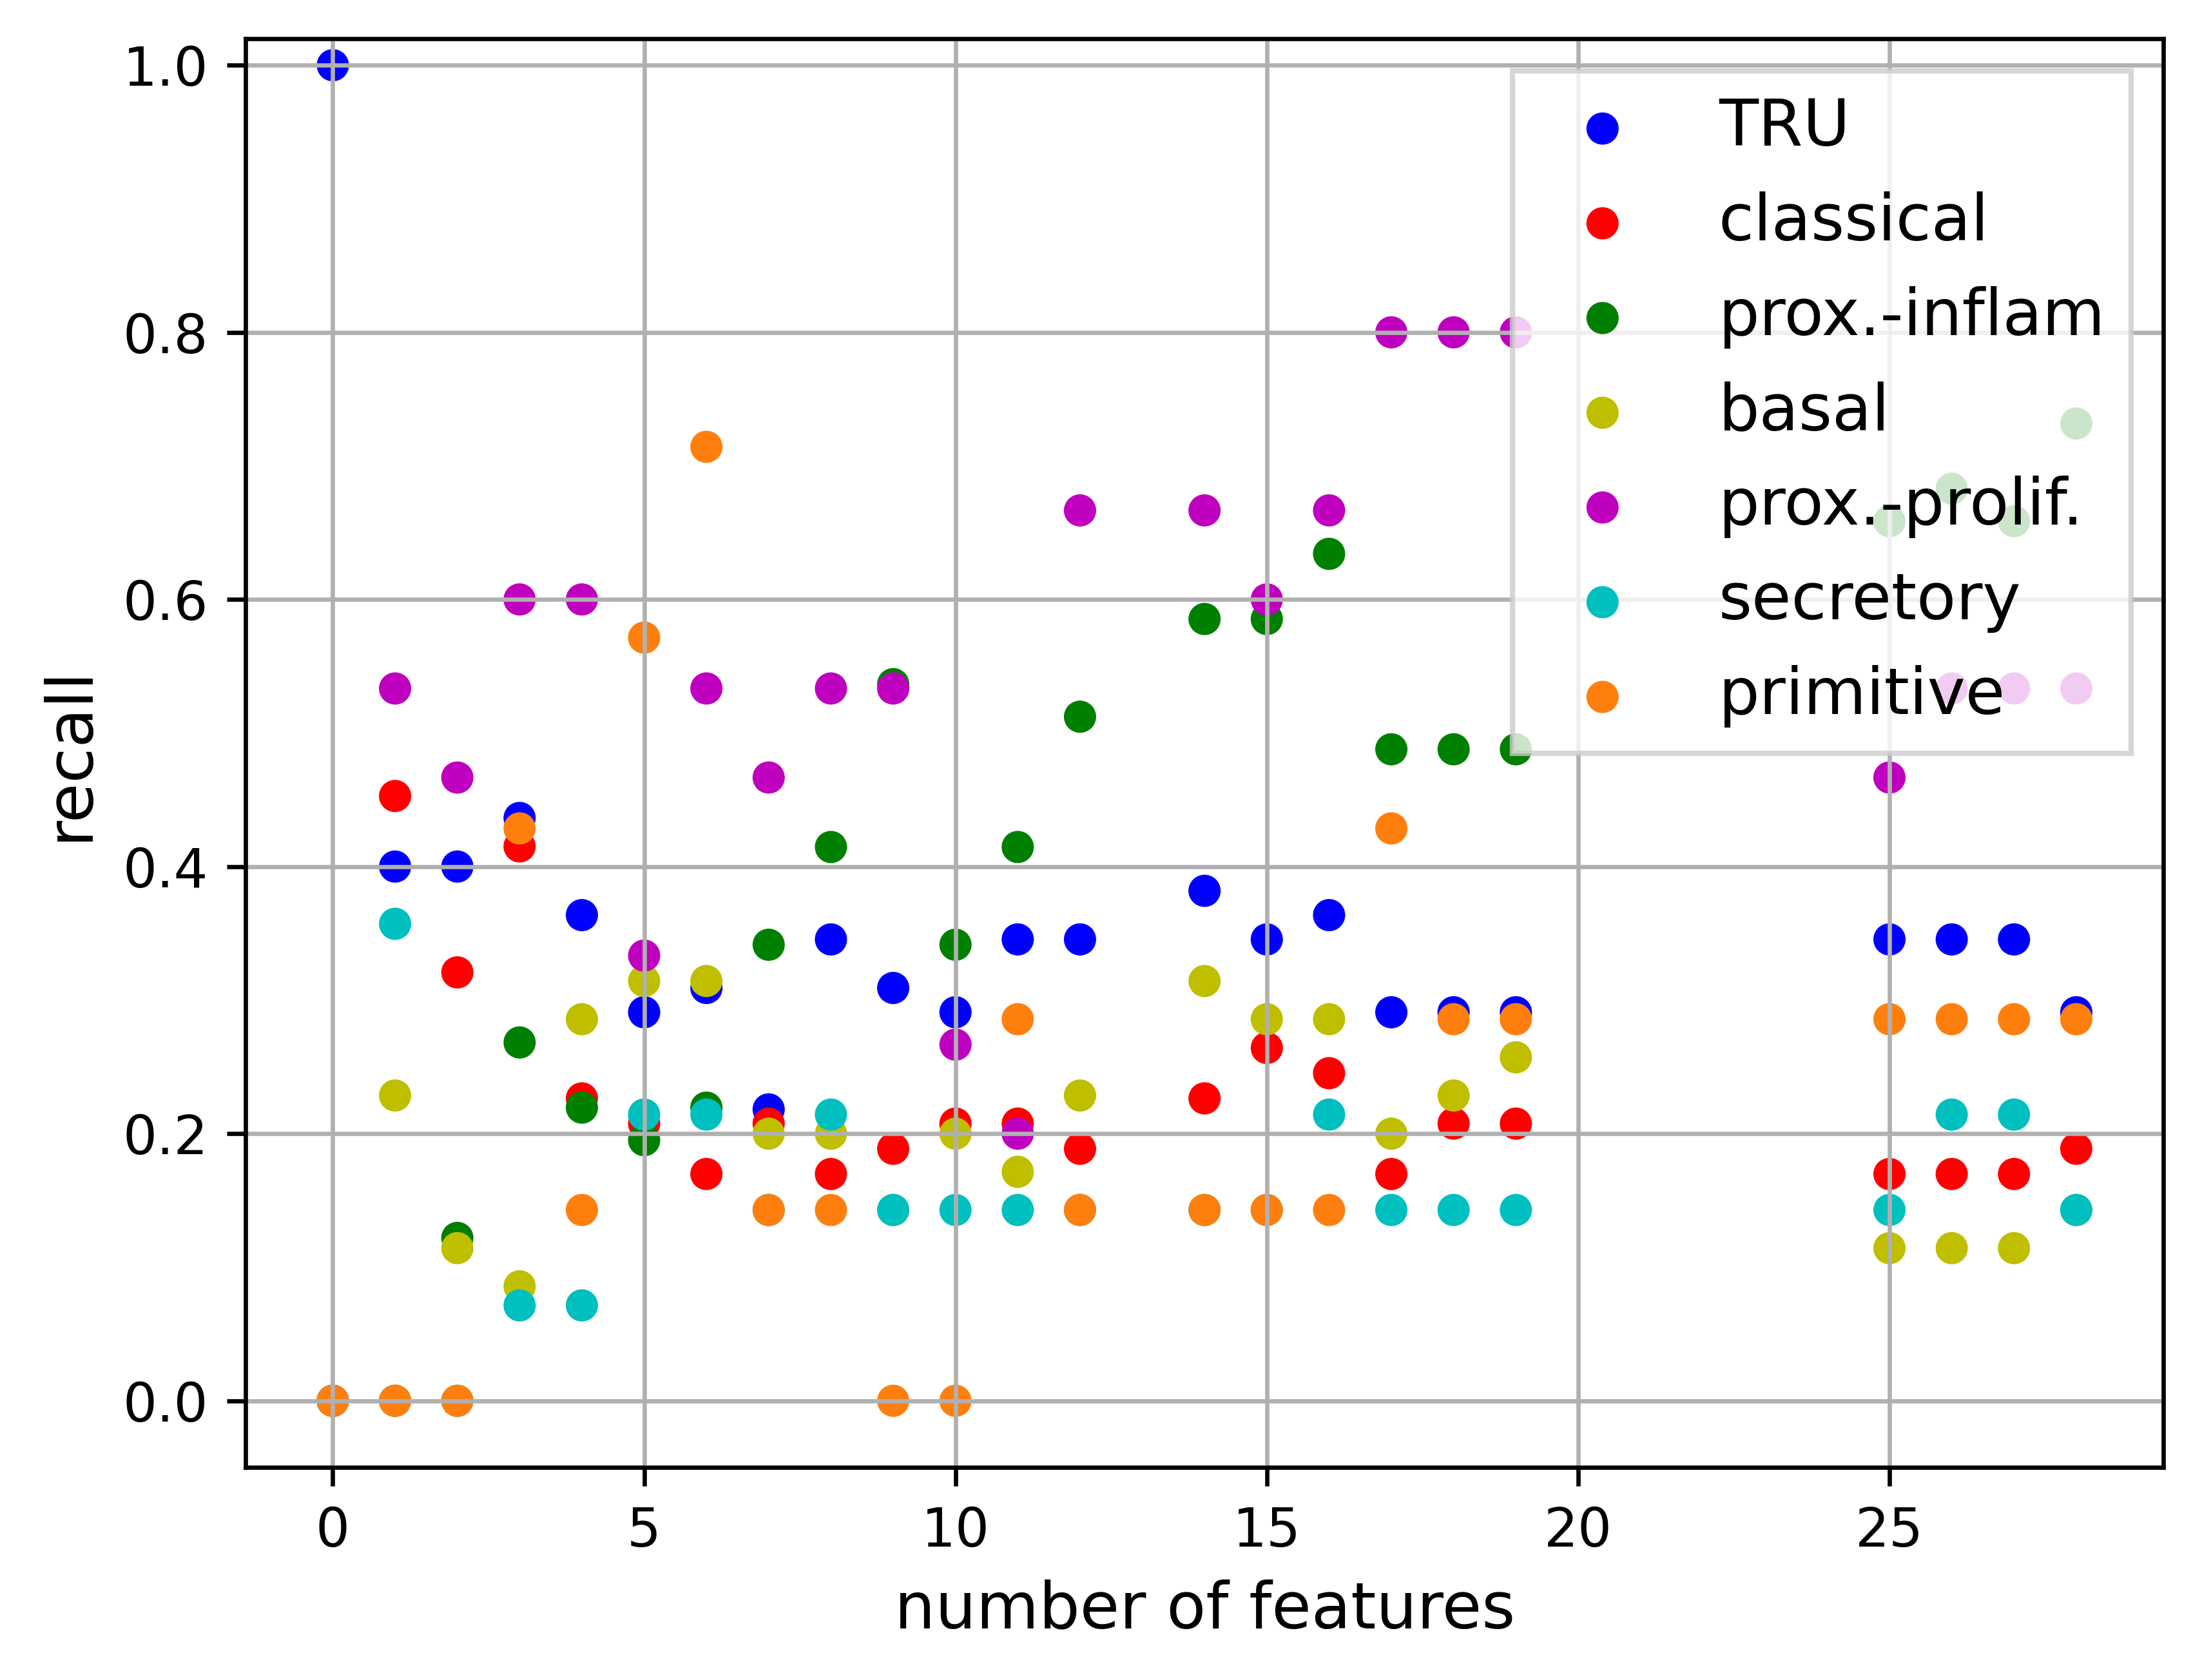 1.0
0.8
0.6
0.4
0.2
0.0
recall
0 5 10 15 20 25
number of features
TRU
classical
prox.-inflam
basal
prox.-prolif.
secretory
primitive